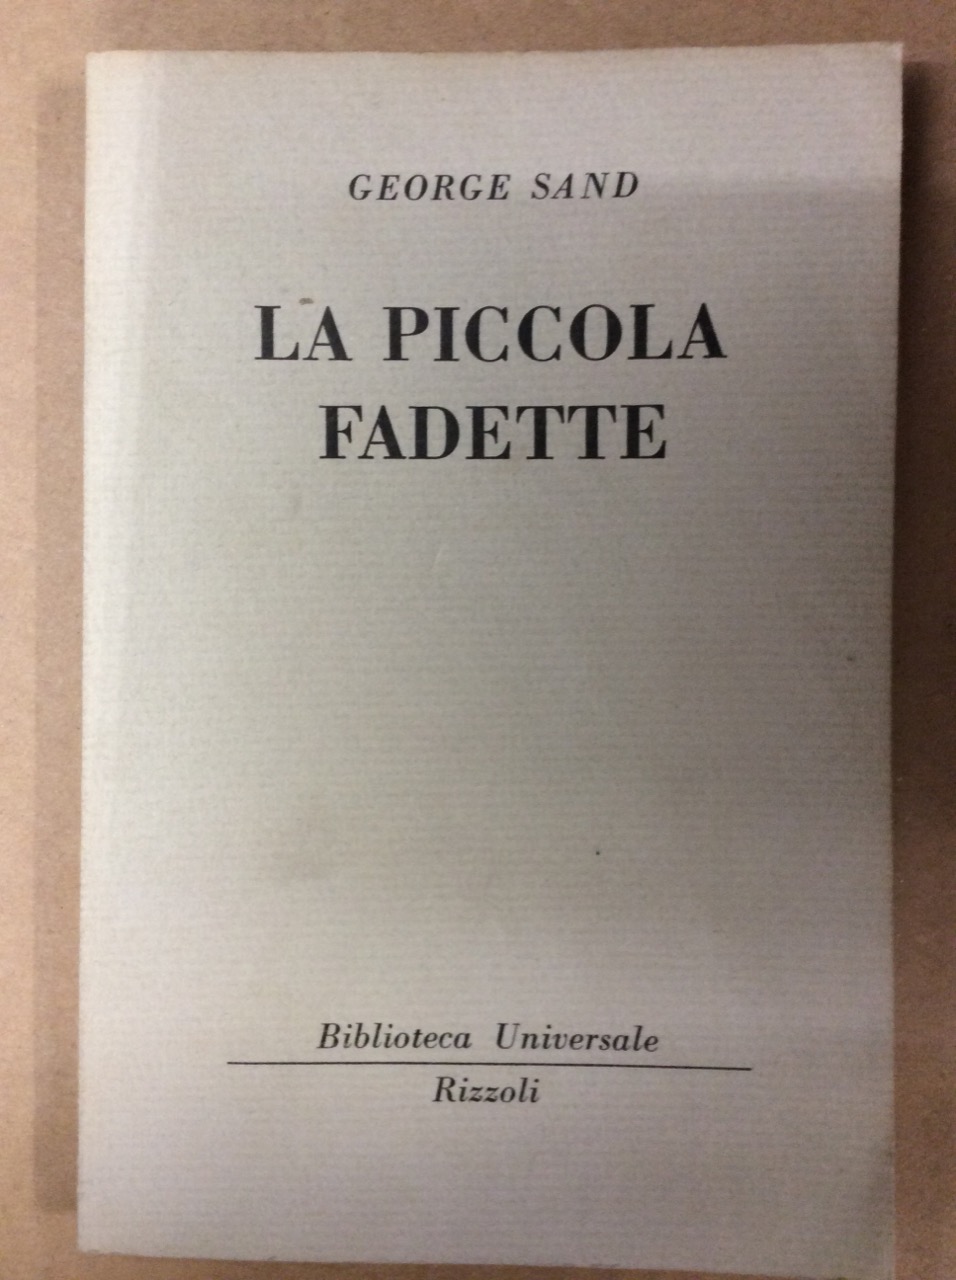 GEORGE SAND
LA PICCOLA
FADETTE
Biblioteca Universale
Rizzoli